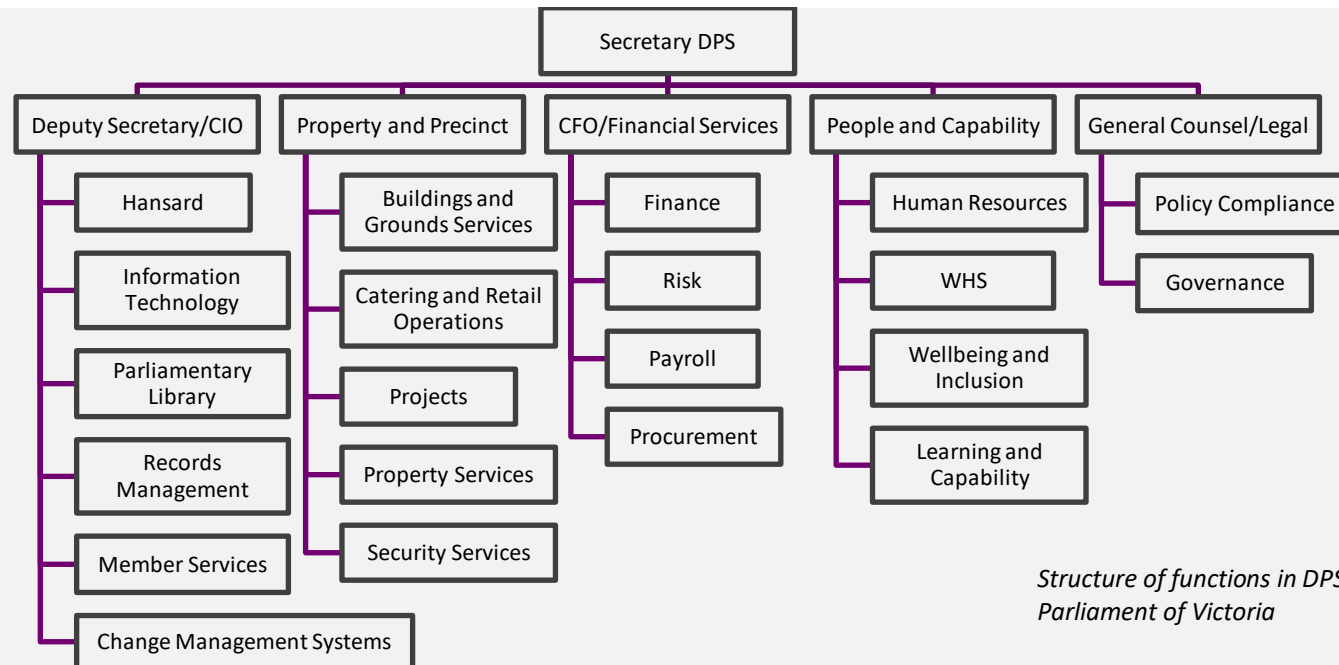 Secretary DPS
Deputy Secretary/CIO
Hansard
Information
Technology
Parliamentary
Library
Records
Management
Member Services
Change Management Systems
Property and Precinct
Buildings and
Grounds Services
Catering and Retail
Operations
Projects
Property Services
Security Services
CFO/Financial Services
Finance
Risk
Payroll
Procurement
People and Capability
Human Resources
WHS
Wellbeing and
Inclusion
Learning and
Capability
General Counsel/Legal
Policy Compliance
Governance
Structure of functions in DPS
Parliament of Victoria